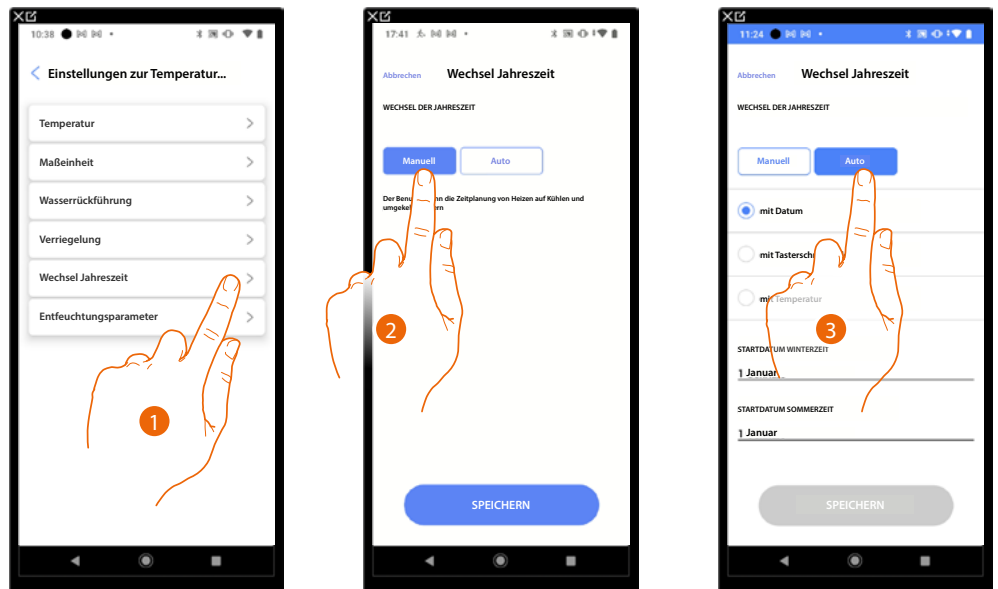 10:38
Einstellungen zur Temperatur...
Temperatur
Maßeinheit
Wasserrückführung
Verriegelung
Wechsel Jahreszeit
Entfeuchtungsparameter
1
17:41
Abbrechen Wechsel Jahreszeit
WECHSEL DER JAHRESZEIT
Manuell Auto
Der Benu nn die Zeitplanung von Heizen auf Kühlen und
umgeke ern
2
SPEICHERN
11:24
Abbrechen Wechsel Jahreszeit
WECHSEL DER JAHRESZEIT
Manuell Auto
mit Datum
mit Tastersch
mit Temperatur
3
STARTDATUM WINTERZEIT
1 Januar
STARTDATUM SOMMERZEIT
1 Januar
SPEICHERN